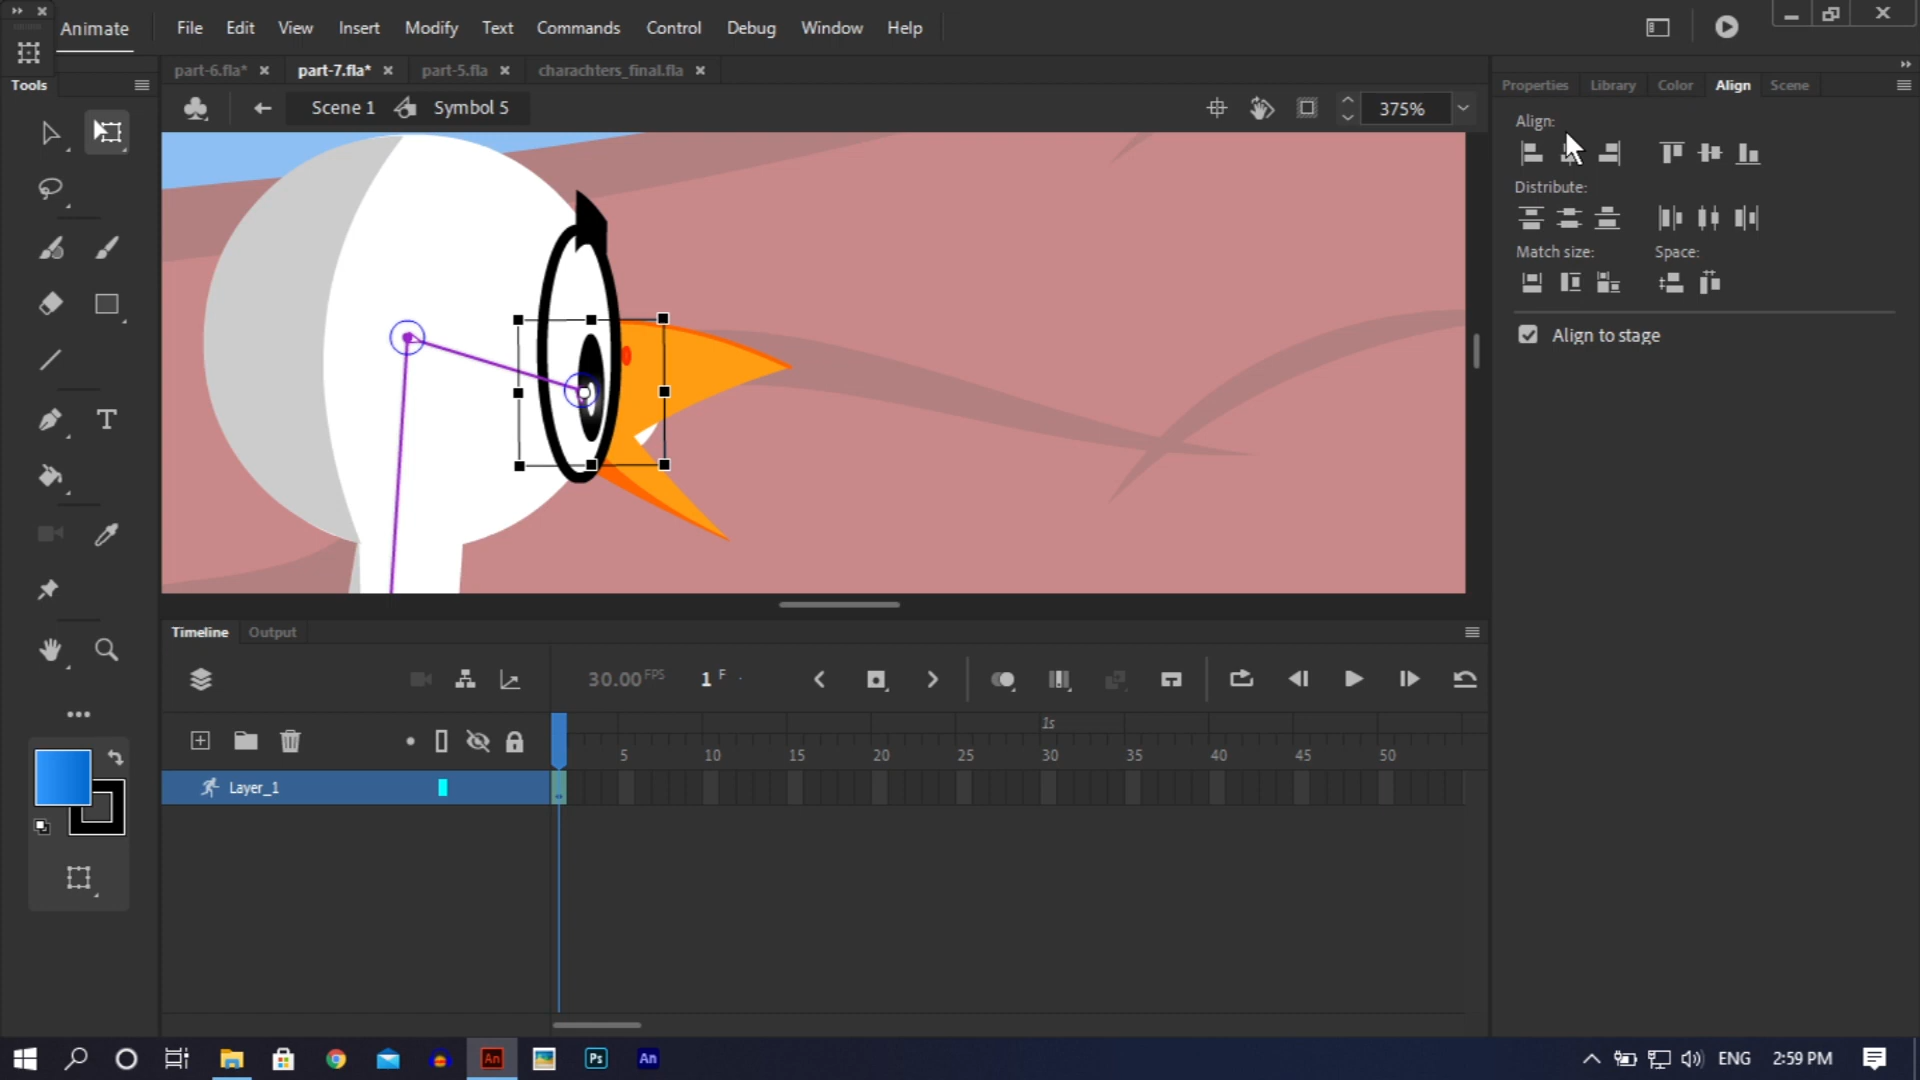 Animate File Edit View Insert Modify Text Commands Control Debug Window Help
part-6.fla* part-7.fla* part-5.fla charachters_final.fla
Tools
Scene 1 Symbol 5 375%
Properties Library Color Align Scene
Align:
Distribute:
Match size: Space:
Align to stage
T
Timeline Output
30.00 FPS 1 F
1s
5 10 15 20 25 30 35 40 45 50
Layer_1
An Ps An ENG 2:59 PM